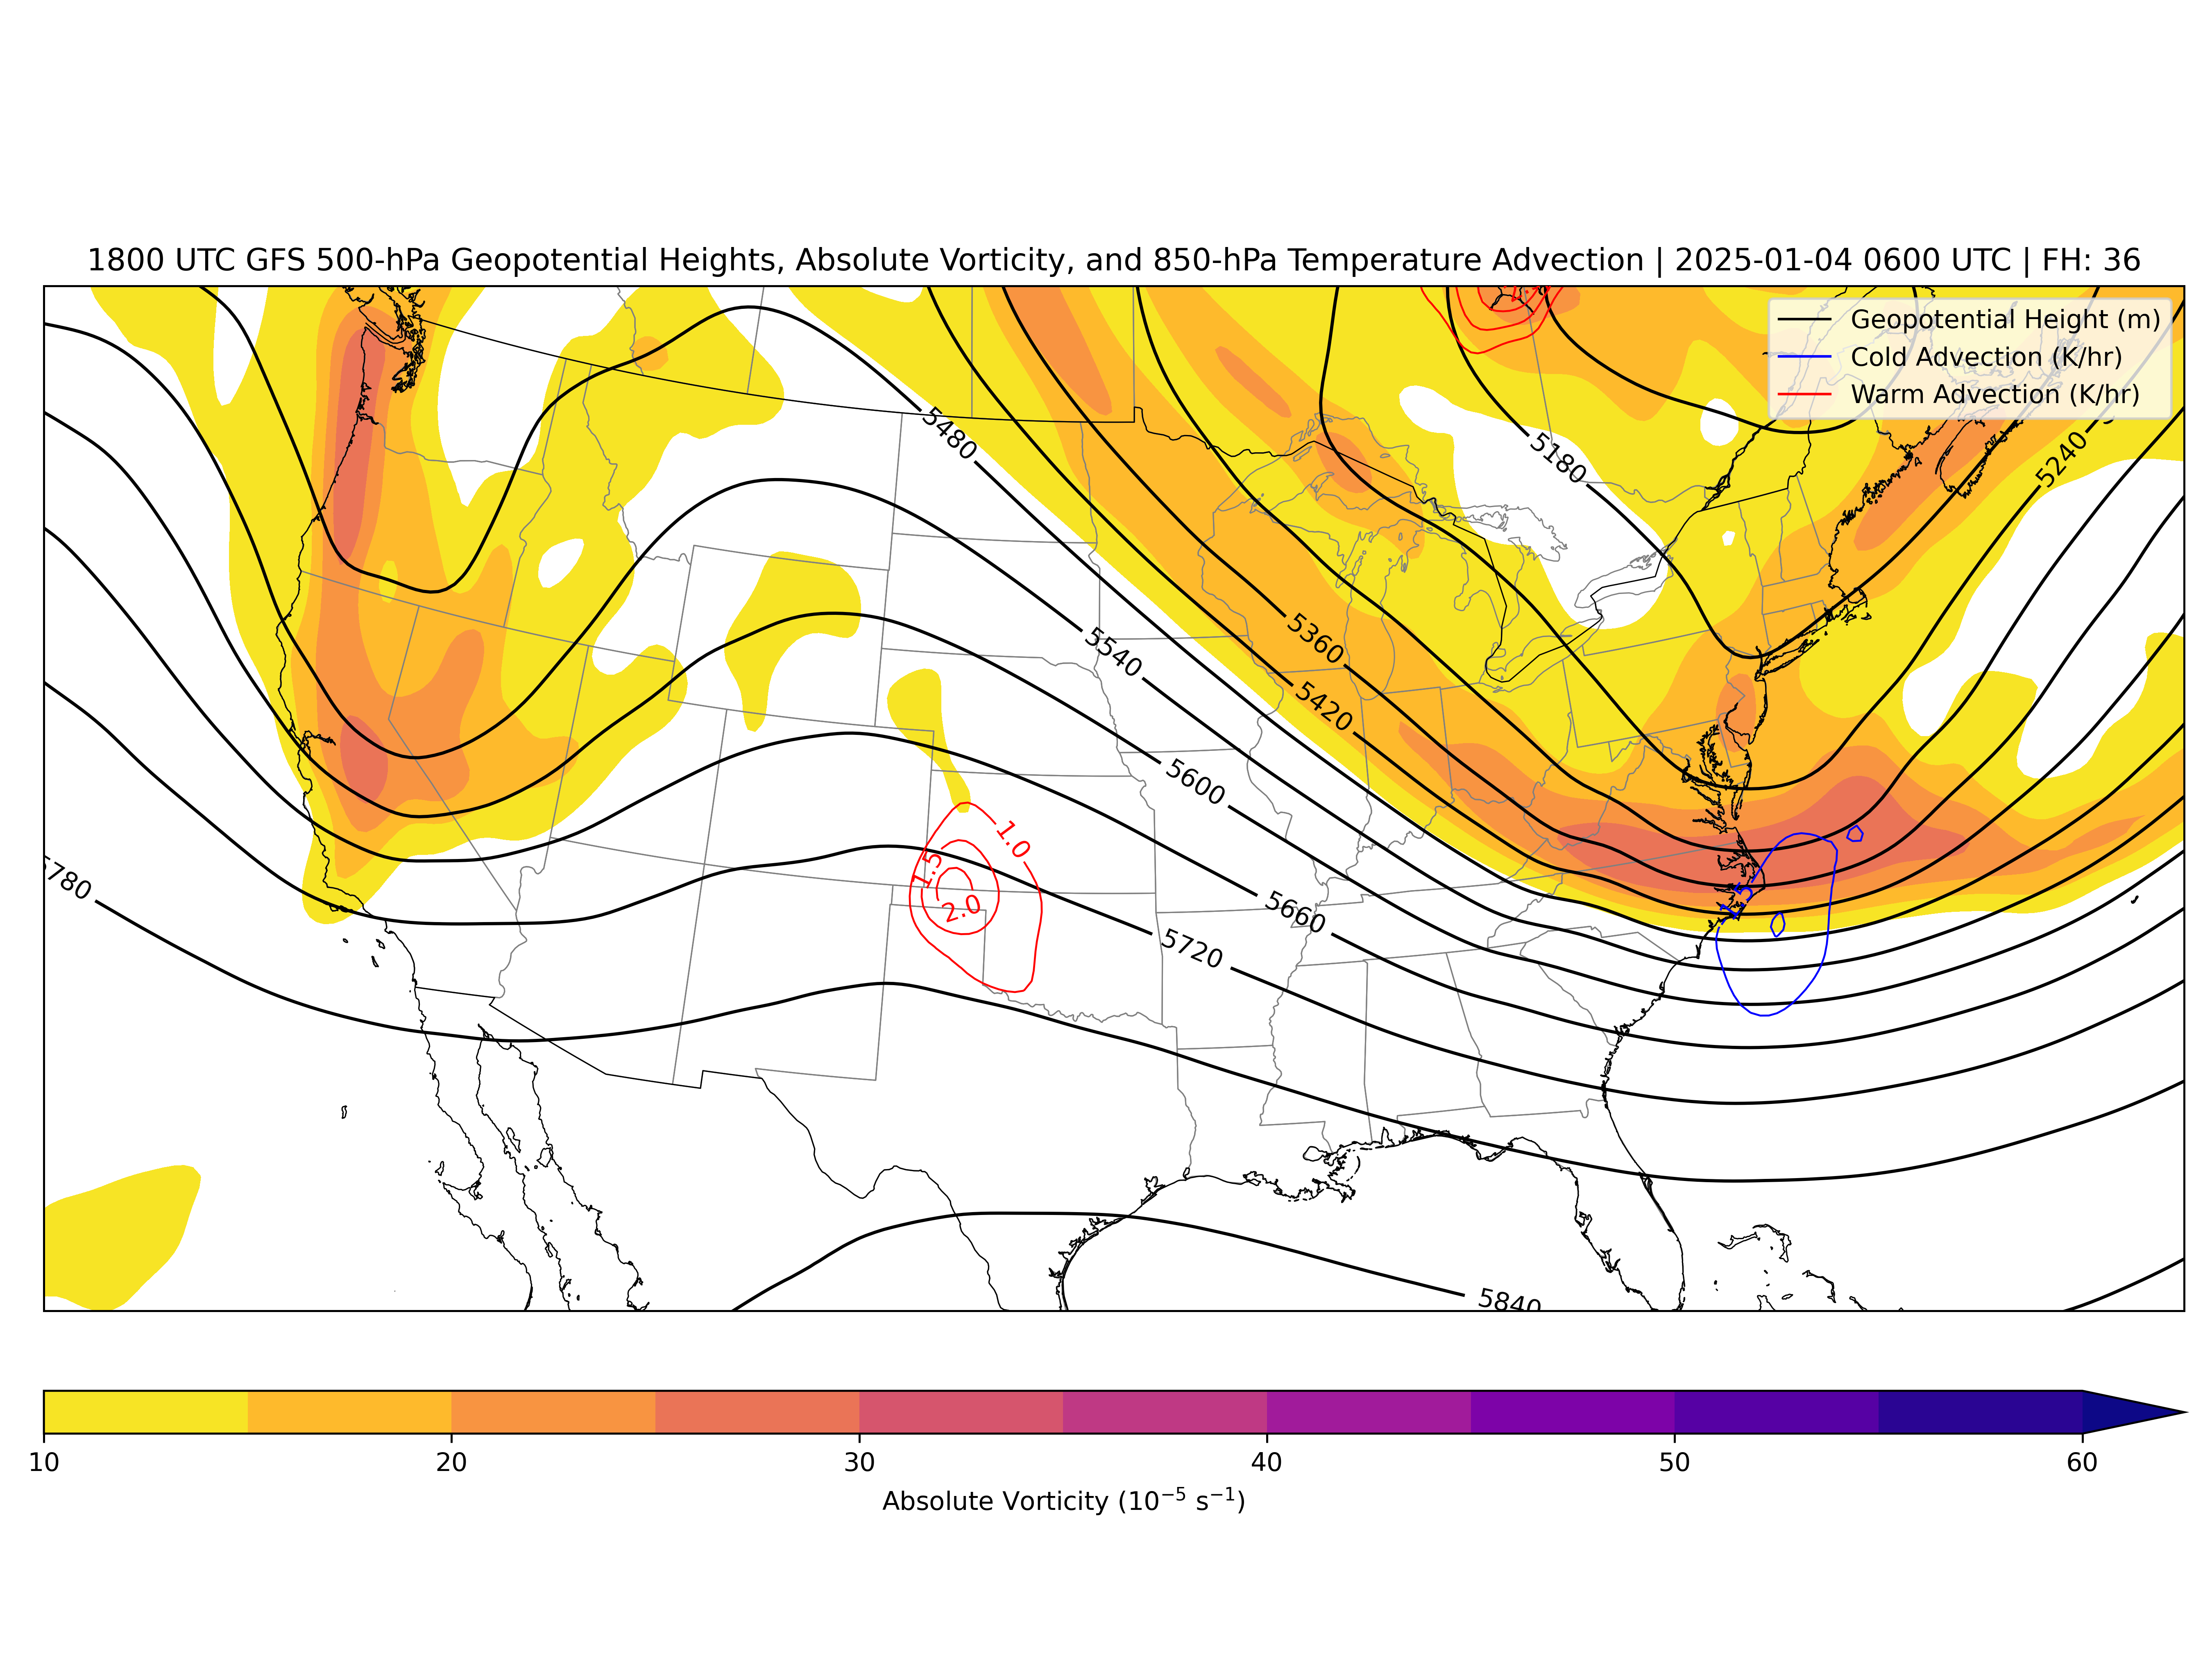 1800 UTC GFS 500-hPa Geopotential Heights, Absolute Vorticity, and 850-hPa Temperature Advection | 2025-01-04 0600 UTC | FH: 36
Geopotential Height (m)
Cold Advection (K/hr)
Warm Advection (K/hr)
5480
5180
5240
5360
5540
5420
5600
1.0
1.5
2.0
5780
5660
5720
5840
10 20 30 40 50 60
Absolute Vorticity (10⁻⁵ s⁻¹)